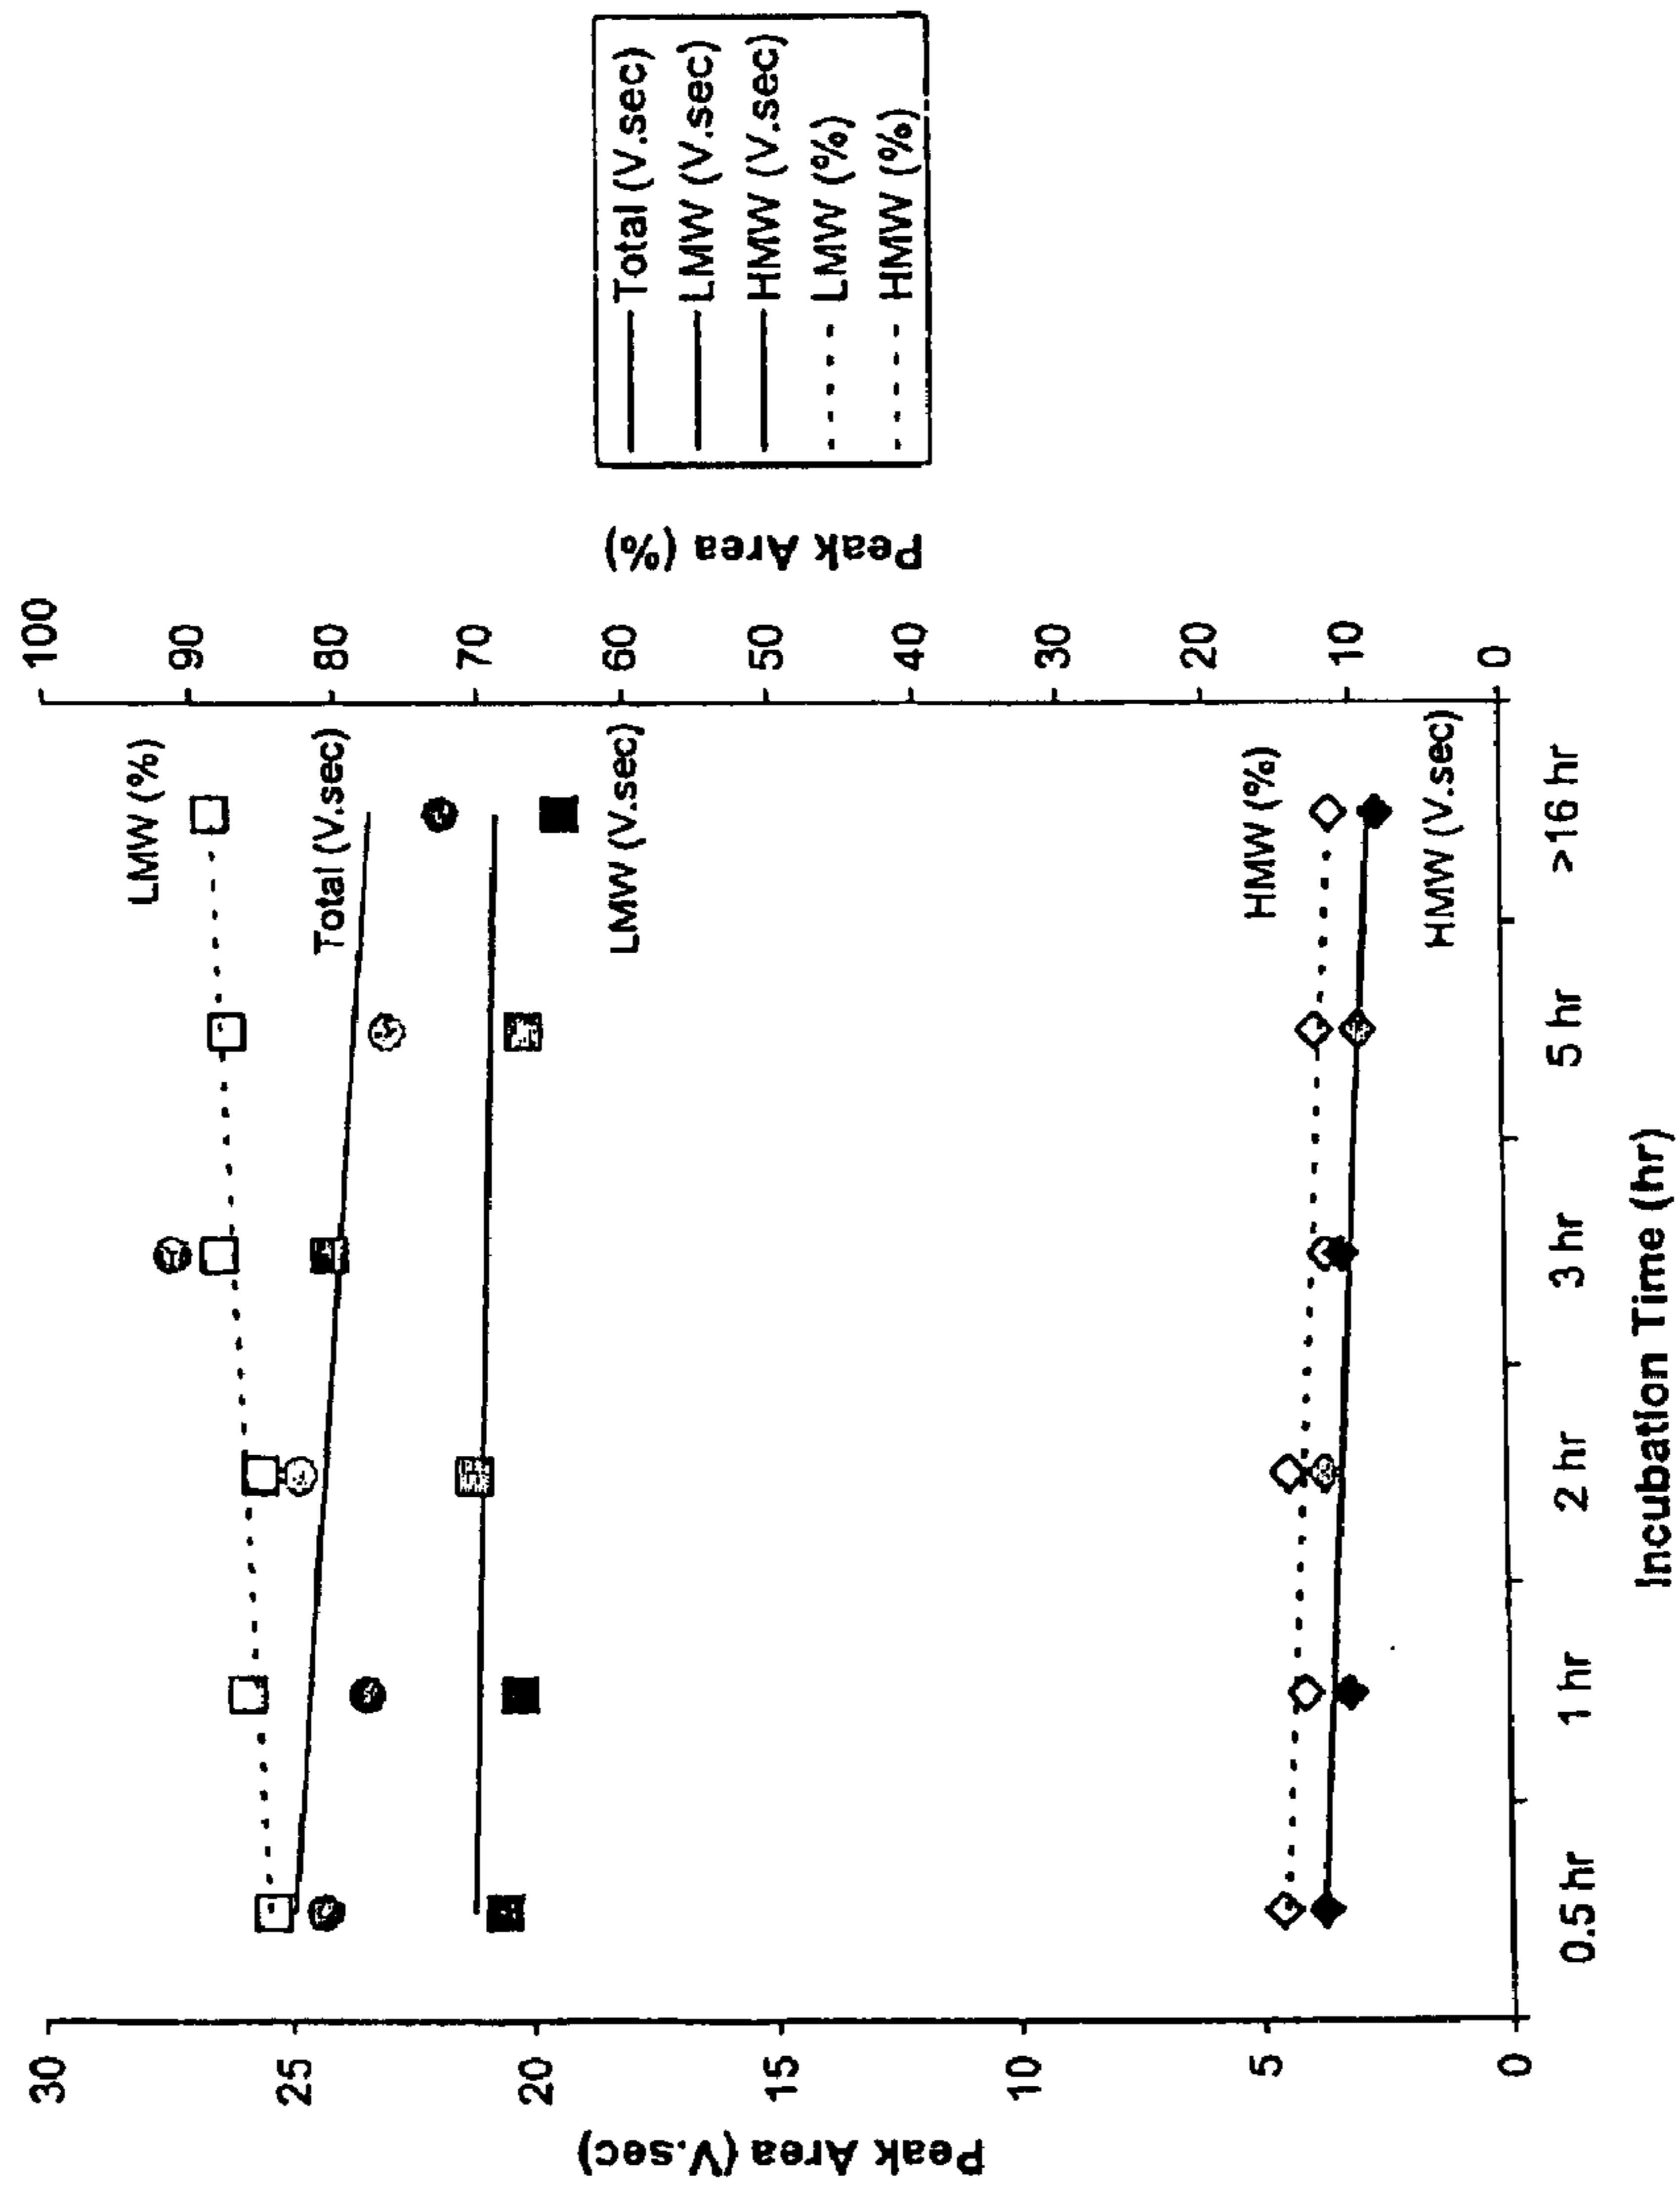 Peak Area (V.sec)
30
25
20
15
10
5
0
LMW (%)
Total (V.sec)
LMW (V.sec)
HMW (%)
HMW (V.sec)
100
90
80
70
60
50
40
30
20
10
0
Peak Area (%)
0.5 hr
1 hr
2 hr
3 hr
5 hr
>16 hr
Incubation Time (hr)
Total (V.sec)
LMW (V.sec)
HMW (V.sec)
LMW (%)
HMW (%)